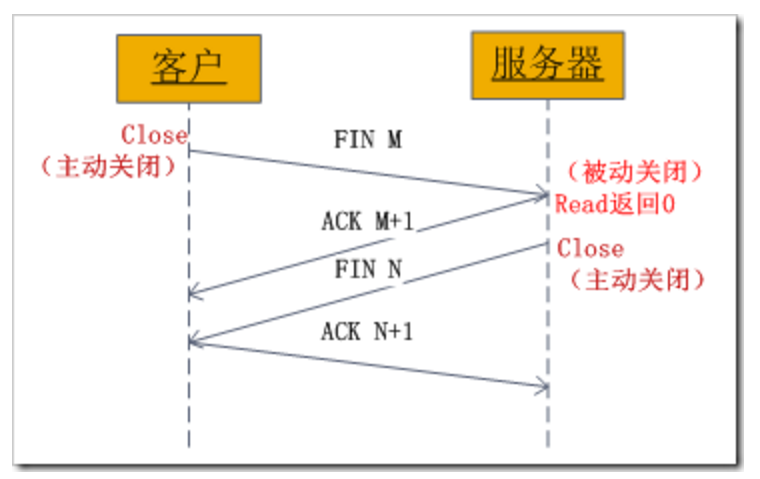 客户
服务器
Close
（主动关闭）
FIN M
（被动关闭）
Read返回0
ACK M+1
Close
（主动关闭）
FIN N
ACK N+1